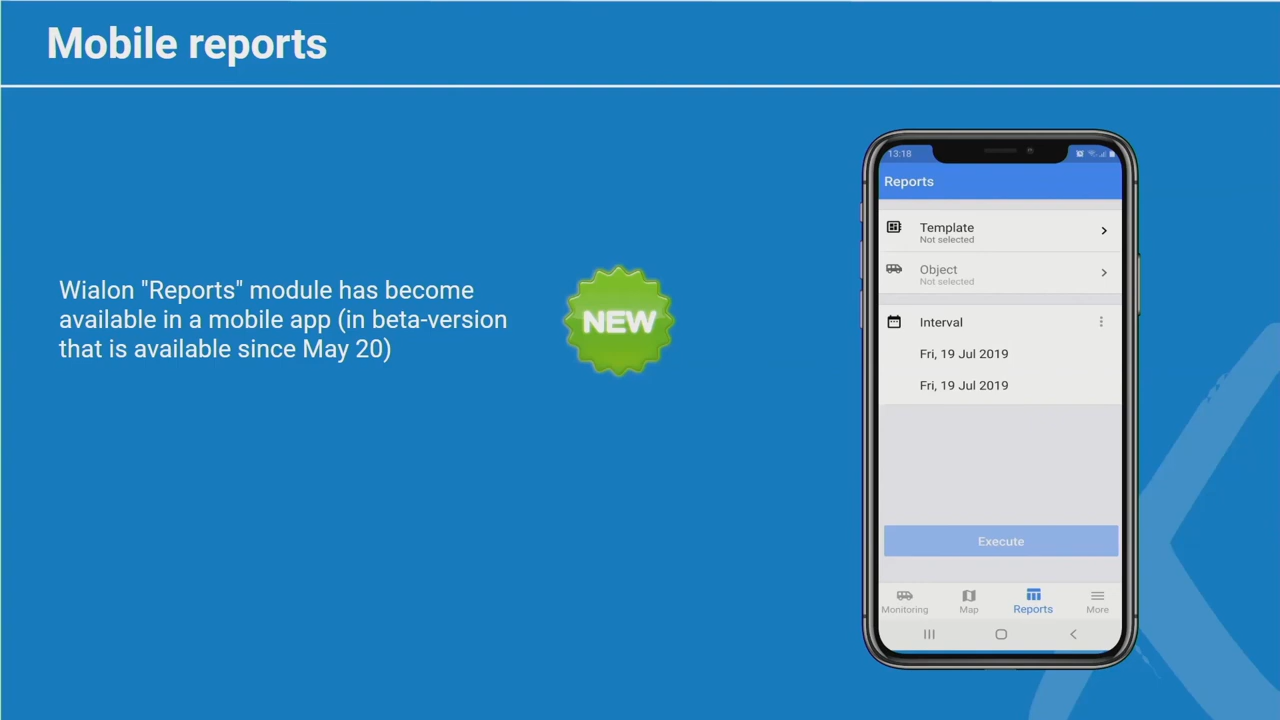 Mobile reports
Wialon "Reports" module has become
available in a mobile app (in beta-version
that is available since May 20)
NEW
13:18
Reports
Template
Not selected
Object
Not selected
Interval
Fri, 19 Jul 2019
Fri, 19 Jul 2019
Execute
Monitoring
Map
Reports
More